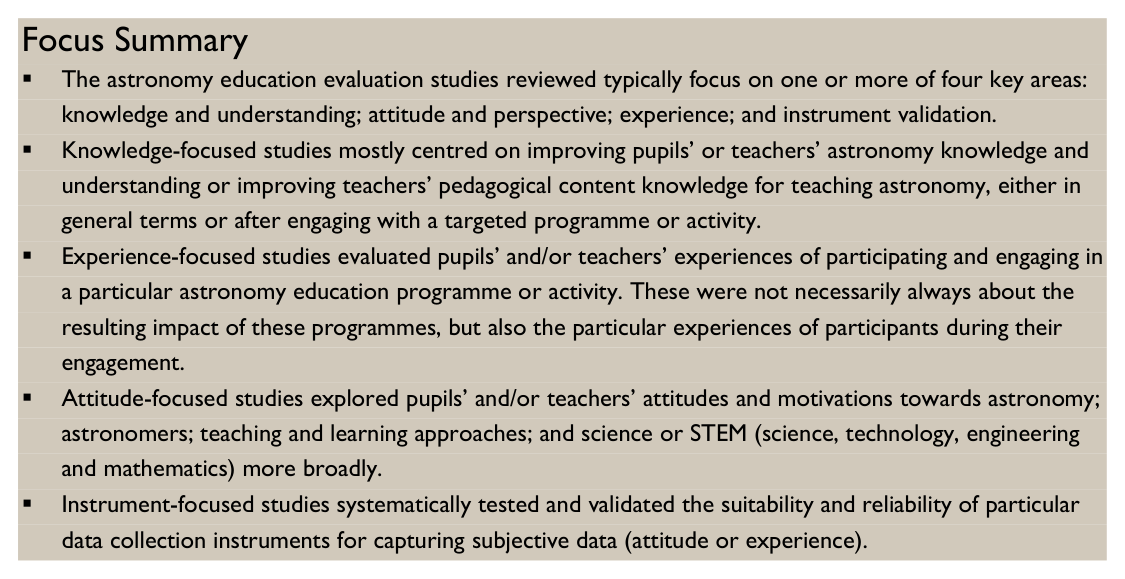 Focus Summary
▪ The astronomy education evaluation studies reviewed typically focus on one or more of four key areas:
knowledge and understanding; attitude and perspective; experience; and instrument validation.
▪ Knowledge-focused studies mostly centred on improving pupils’ or teachers’ astronomy knowledge and
understanding or improving teachers’ pedagogical content knowledge for teaching astronomy, either in
general terms or after engaging with a targeted programme or activity.
▪ Experience-focused studies evaluated pupils’ and/or teachers’ experiences of participating and engaging in
a particular astronomy education programme or activity. These were not necessarily always about the
resulting impact of these programmes, but also the particular experiences of participants during their
engagement.
▪ Attitude-focused studies explored pupils’ and/or teachers’ attitudes and motivations towards astronomy;
astronomers; teaching and learning approaches; and science or STEM (science, technology, engineering
and mathematics) more broadly.
▪ Instrument-focused studies systematically tested and validated the suitability and reliability of particular
data collection instruments for capturing subjective data (attitude or experience).